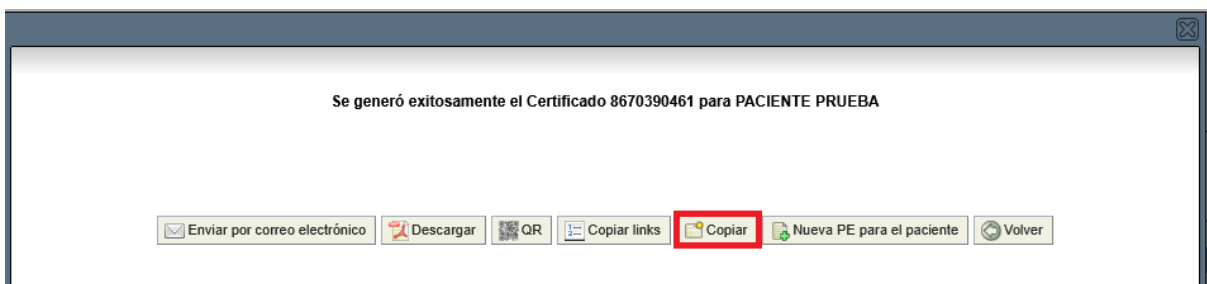 Se generó exitosamente el Certificado 8670390461 para PACIENTE PRUEBA
Enviar por correo electrónico Descargar QR Copiar links Copiar Nueva PE para el paciente Volver